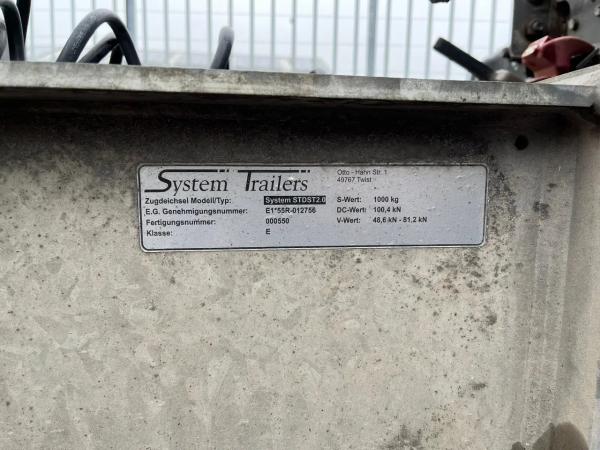 System Trailers
Otto - Hahn Str. 1
49767 Twist
Zugdeichsel Modell/Typ: System STDST2.0 S-Wert: 1000 kg
E.G. Genehmigungsnummer: E1*55R-012756 DC-Wert: 100,4 kN
Fertigungsnummer: 000550 V-Wert: 48,6 kN - 81,2 kN
Klasse: E